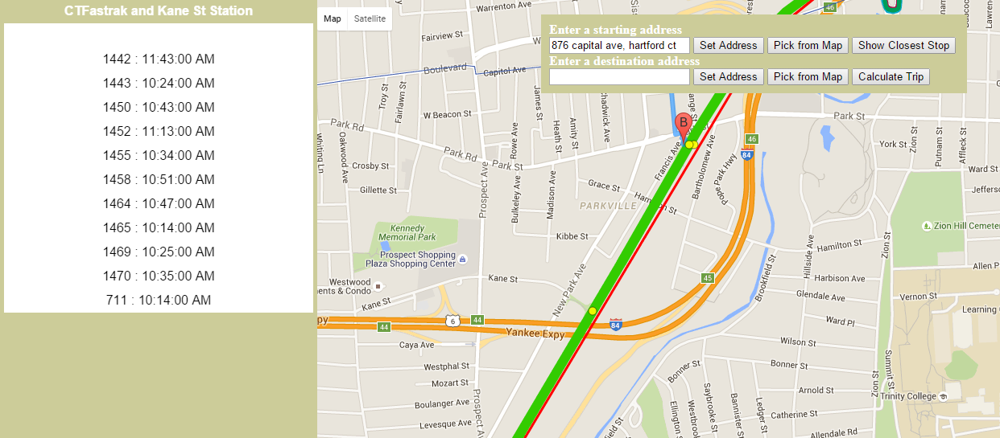 CTFastrak and Kane St Station
1442 : 11:43:00 AM
1443 : 10:24:00 AM
1450 : 10:43:00 AM
1452 : 11:13:00 AM
1455 : 10:34:00 AM
1458 : 10:51:00 AM
1464 : 10:47:00 AM
1465 : 10:14:00 AM
1469 : 10:25:00 AM
1470 : 10:35:00 AM
711 : 10:14:00 AM
Map
Satellite
Enter a starting address
876 capital ave, hartford ct
Set Address
Pick from Map
Show Closest Stop
Enter a destination address
Set Address
Pick from Map
Calculate Trip
Warrenton Ave
46
Fairview St
Boulevard
Capitol Ave
Troy St
Fairlawn St
W Beacon St
James St
Park Rd
Rowe Ave
Heath St
Amity St
B
Park St
Whiting Ln
Oakwood Ave
Park Rd
Park St
Crosby St
Gillette St
Prospect Ave
Bulkeley Ave
Madison Ave
Francis Ave
Bartholomew Ave
Pope Park Hwy
46
84
York St
Zion St
Putnam St
Affleck St
Ward St
Grace St
PARKVILLE
Kennedy
Memorial Park
Kibbe St
Prospect Shopping
Plaza Shopping Center
Zion Hill
Hamilton St
Hillside Ave
Zion St
Allen
Harbison Ave
Kane St
New Park Ave
45
Brookfield St
Glendale Ave
Vernon St
Westwood
Kane St
Learning
44
6
44
84
Yankee Expy
Ward Pl
Caya Ave
Wilson St
Westphal St
Bonner St
Bonner St
Summit St
Mozart St
Arnold St
Zion St
Trinity College
Boulanger Ave
Prospect
Levesque Ave
Ellington St
Westbrook
Saybrooke St
Bannister St
Ledger St
Catherine St
Allendale Rd